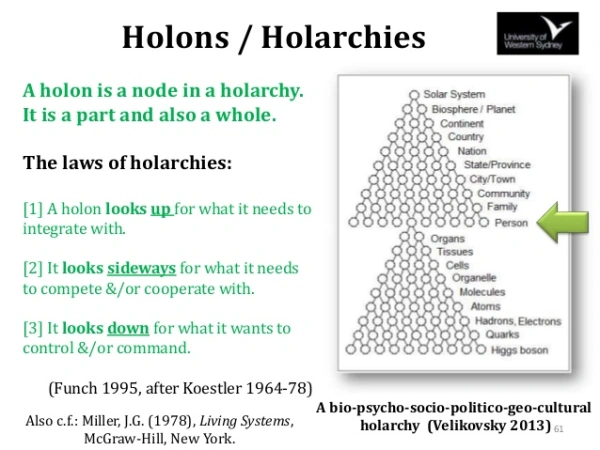 Holons / Holarchies
University of
Western Sydney
A holon is a node in a holarchy.
It is a part and also a whole.
The laws of holarchies:
[1] A holon looks up for what it needs to
integrate with.
[2] It looks sideways for what it needs
to compete &/or cooperate with.
[3] It looks down for what it wants to
control &/or command.
(Funch 1995, after Koestler 1964-78)
Also c.f.: Miller, J.G. (1978), Living Systems,
McGraw-Hill, New York.
Solar System
Biosphere / Planet
Continent
Country
Nation
State/Province
City/Town
Community
Family
Person
Organs
Tissues
Cells
Organelle
Molecules
Atoms
Hadrons, Electrons
Quarks
Higgs boson
A bio-psycho-socio-politico-geo-cultural
holarchy (Velikovsky 2013) 61